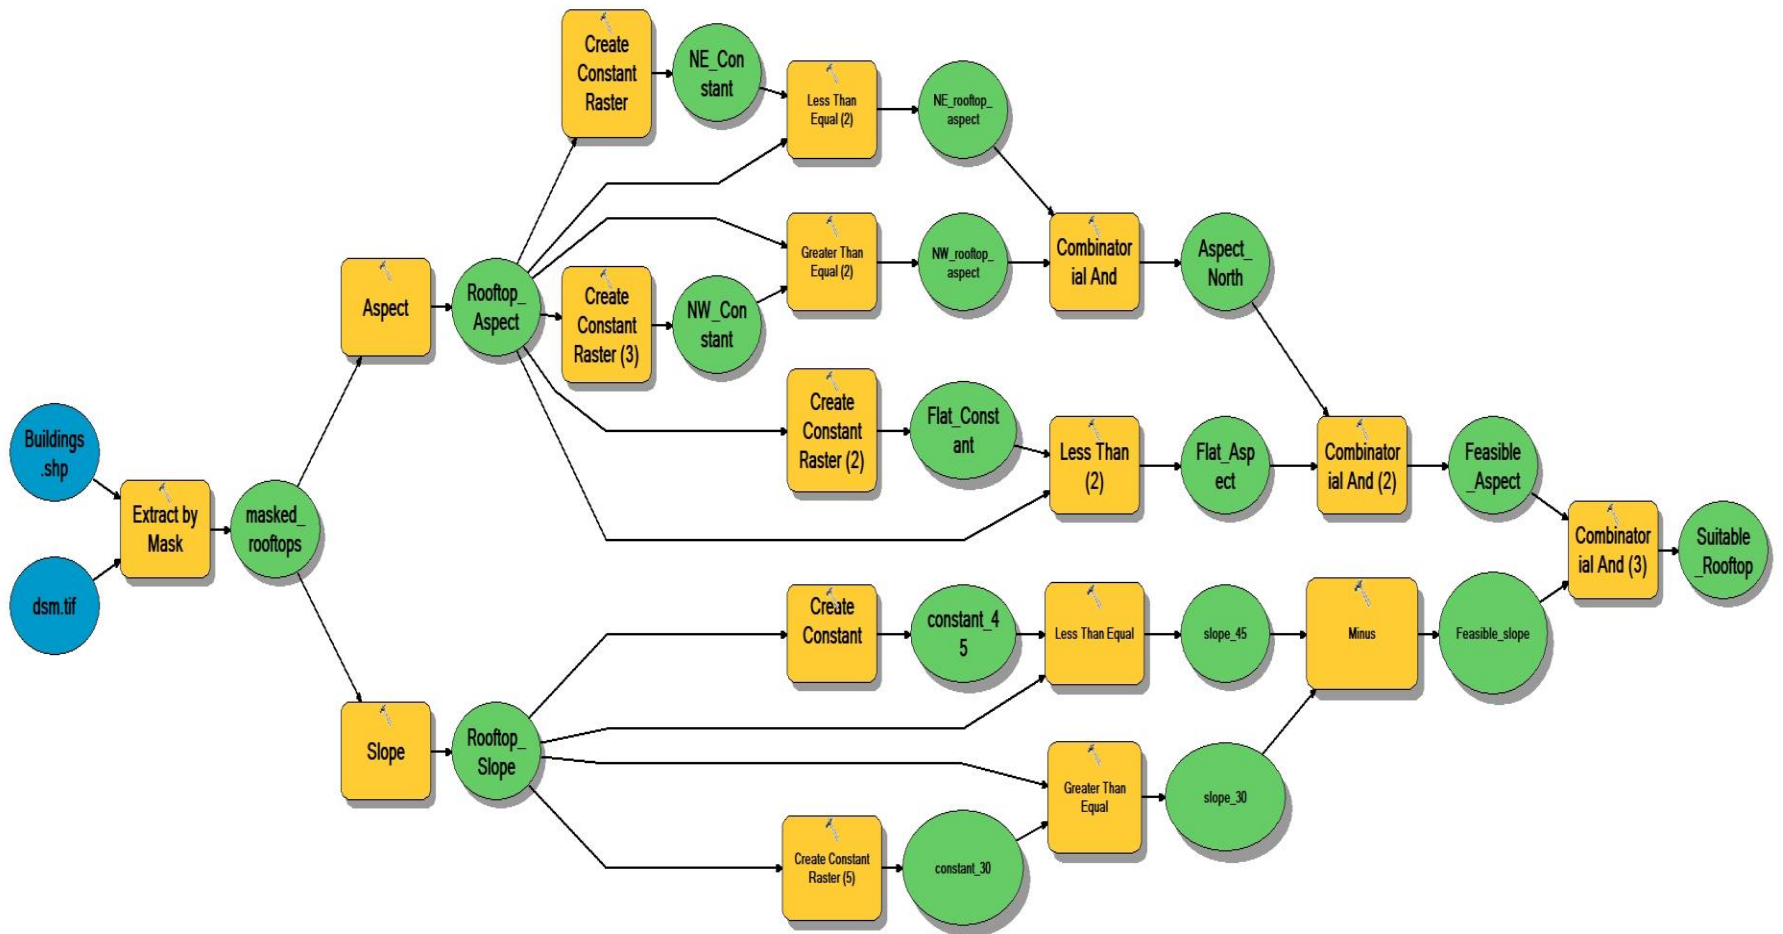 Create
Constant
Raster
NE_Con
stant
Less Than
Equal (2)
NE_rooftop_
aspect
Greater Than
Equal (2)
NW_rooftop_
aspect
Combinator
ial And
Aspect_
North
Aspect
Rooftop_
Aspect
Create
Constant
Raster (3)
NW_Con
stant
Create
Constant
Raster (2)
Flat_Const
ant
Less Than
(2)
Flat_Asp
ect
Combinator
ial And (2)
Feasible
_Aspect
Buildings
.shp
dsm.tif
Extract by
Mask
masked_
rooftops
Combinator
ial And (3)
Suitable
_Rooftop
Create
Constant
constant_4
5
Less Than Equal
slope_45
Minus
Feasible_slope
Slope
Rooftop_
Slope
Greater Than
Equal
slope_30
Create Constant
Raster (5)
constant_30